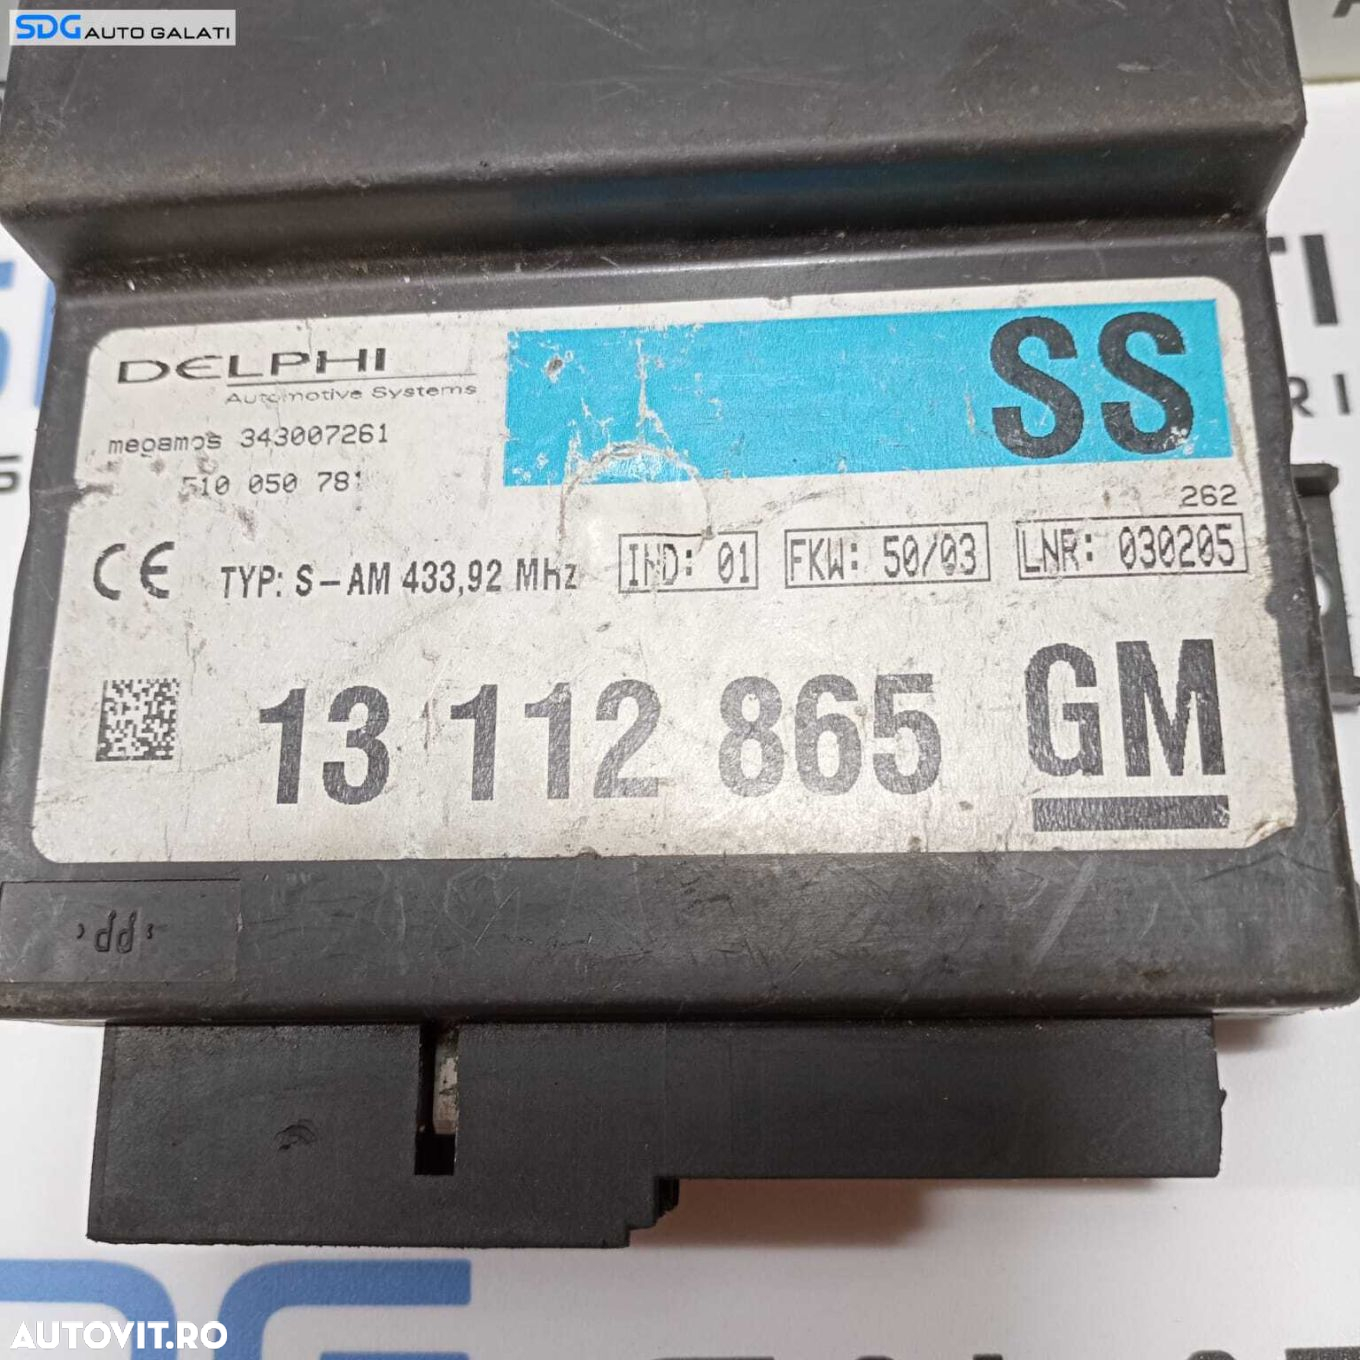 SDG AUTO GALATI
DELPHI
Automotive Systems
SS
megamos 343007261
510 050 781
262
CE TYP: S-AM 433,92 MHz IND: 01 FKW: 50/03 LNR: 030205
13 112 865 GM
AUTOVIT.RO